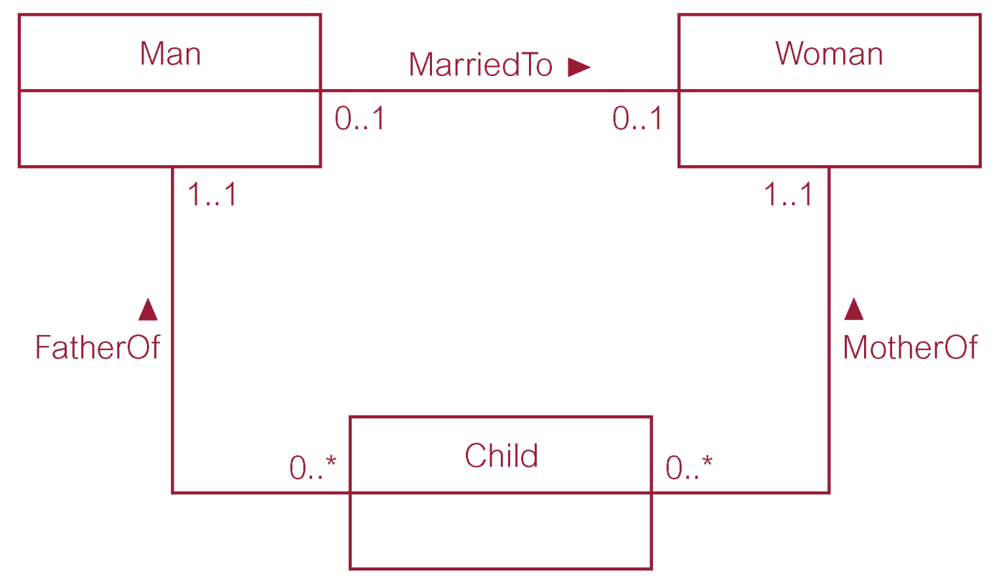 Man
MarriedTo ►
Woman
0..1
0..1
1..1
1..1
FatherOf
MotherOf
0..*
Child
0..*